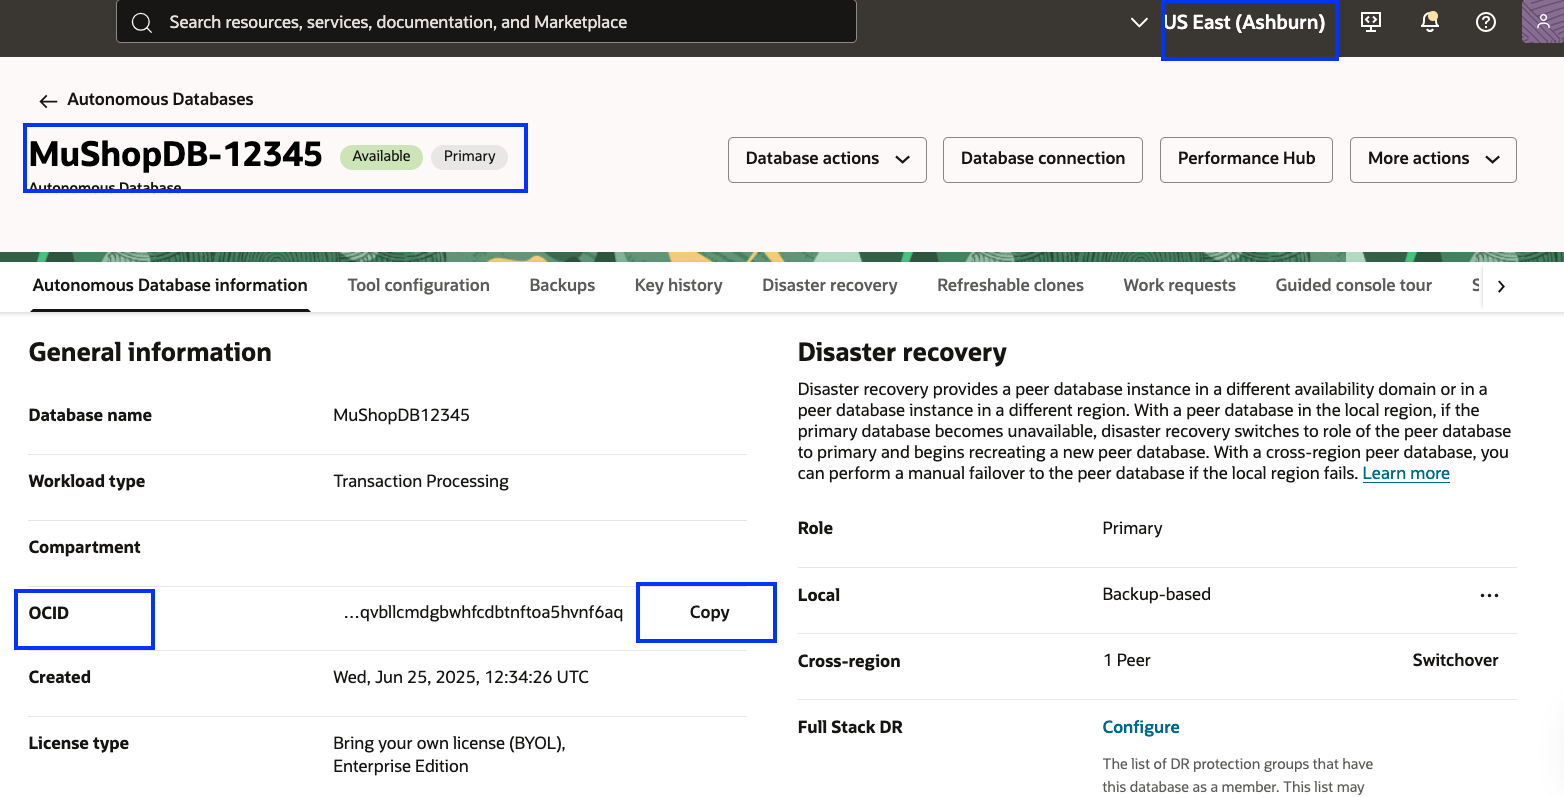 Search resources, services, documentation, and Marketplace
US East (Ashburn)
Autonomous Databases
MuShopDB-12345
Available
Primary
Autonomous Database
Database actions
Database connection
Performance Hub
More actions
Autonomous Database information
Tool configuration
Backups
Key history
Disaster recovery
Refreshable clones
Work requests
Guided console tour
General information
Database name
MuShopDB12345
Workload type
Transaction Processing
Compartment
OCID
...qvbllcmdgbwhfcdbtnftoa5hvnf6aq
Copy
Created
Wed, Jun 25, 2025, 12:34:26 UTC
License type
Bring your own license (BYOL),
Enterprise Edition
Disaster recovery
Disaster recovery provides a peer database instance in a different availability domain or in a
peer database instance in a different region. With a peer database in the local region, if the
primary database becomes unavailable, disaster recovery switches to role of the peer database
to primary and begins recreating a new peer database. With a cross-region peer database, you
can perform a manual failover to the peer database if the local region fails. Learn more
Role
Primary
Local
Backup-based
Cross-region
1 Peer
Switchover
Full Stack DR
Configure
The list of DR protection groups that have
this database as a member. This list may